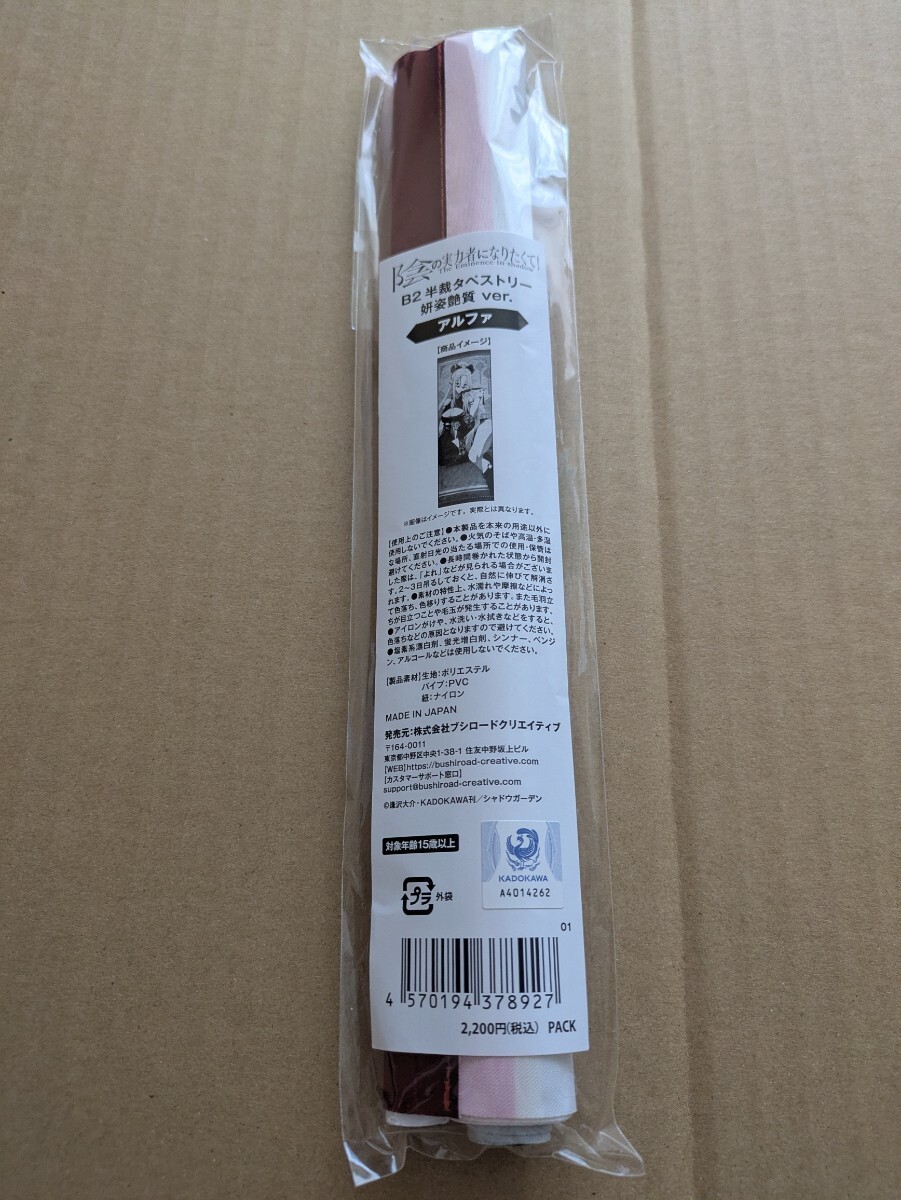 陰の実力者になりたくて!
The Eminence in Shadow
B2 半裁タペストリー
妍姿艶質 ver.
アルファ
【商品イメージ】
※画像はイメージです。実際とは異なります。
【使用上のご注意】●本製品を本来の用途以外に
使用しないでください。●火気のそばや高温・多湿
な場所、直射日光の当たる場所での使用・保管は
避けてください。●長時間巻かれた状態から開封
した際は、「よれ」などが見られる場合がございま
す。2～3日吊るしておくと、自然に伸びて解消さ
れます。●素材の特性上、水濡れや摩擦などによっ
て色落ち、色移りすることがあります。また毛羽立
ちが目立つことや毛玉が発生することがあります。
●アイロンがけや、水洗い・水拭きなどをすると、
色落ちなどの原因となりますので避けてください。
●塩素系漂白剤、蛍光増白剤、シンナー、ベンジ
ン、アルコールなどは使用しないでください。
【製品素材】生地:ポリエステル
パイプ:PVC
紐:ナイロン
MADE IN JAPAN
発売元:株式会社ブシロードクリエイティブ
〒164-0011
東京都中野区中央1-38-1 住友中野坂上ビル
【WEB】https://bushiroad-creative.com
【カスタマーサポート窓口】
support@bushiroad-creative.com
©逢沢大介・KADOKAWA刊／シャドウガーデン
対象年齢15歳以上
KADOKAWA
A4014262
プラ 外袋
01
4 570194 378927
2,200円(税込) PACK